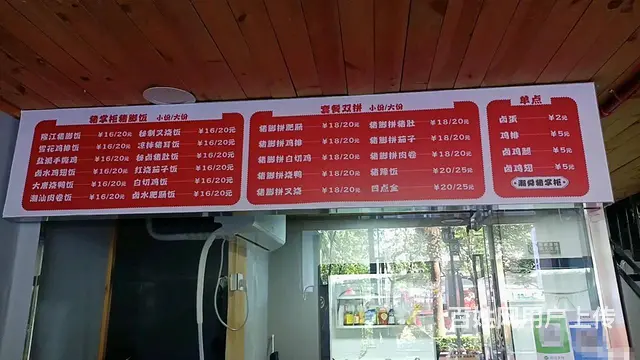 猪掌柜猪脚饭 小份/大份
隆江猪脚饭 ¥16/20元 秘制叉烧饭 ¥16/20元
雪花鸡排饭 ¥16/20元 凉拌猪耳饭 ¥16/20元
盐焗手撕鸡 ¥16/20元 秘卤猪肚饭 ¥16/20元
卤水鸡翅饭 ¥16/20元 红烧茄子饭 ¥16/20元
大唐烧鸭饭 ¥16/20元 白切鸡饭 ¥16/20元
潮汕肉卷饭 ¥16/20元 卤水肥肠饭 ¥16/20元
套餐双拼 小份/大份
猪脚拼肥肠 ¥18/20元 猪脚拼猪肚 ¥18/20元
猪脚拼鸡排 ¥18/20元 猪脚拼茄子 ¥18/20元
猪脚拼白切鸡 ¥18/20元 猪脚拼肉卷 ¥18/20元
猪脚拼烧鸭 ¥18/20元 猪蹄饭 ¥20/25元
猪脚拼叉烧 ¥18/20元 四点金 ¥20/25元
单点
卤蛋 ¥2元
鸡排 ¥5元
卤鸡腿 ¥5元
卤鸡翅 ¥5元
潮舜猪掌柜
百姓网用户上传